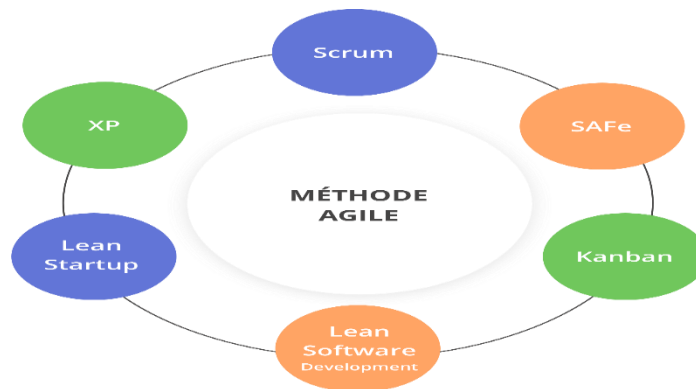 Scrum
XP
SAFe
MÉTHODE
AGILE
Lean
Startup
Kanban
Lean
Software
Development